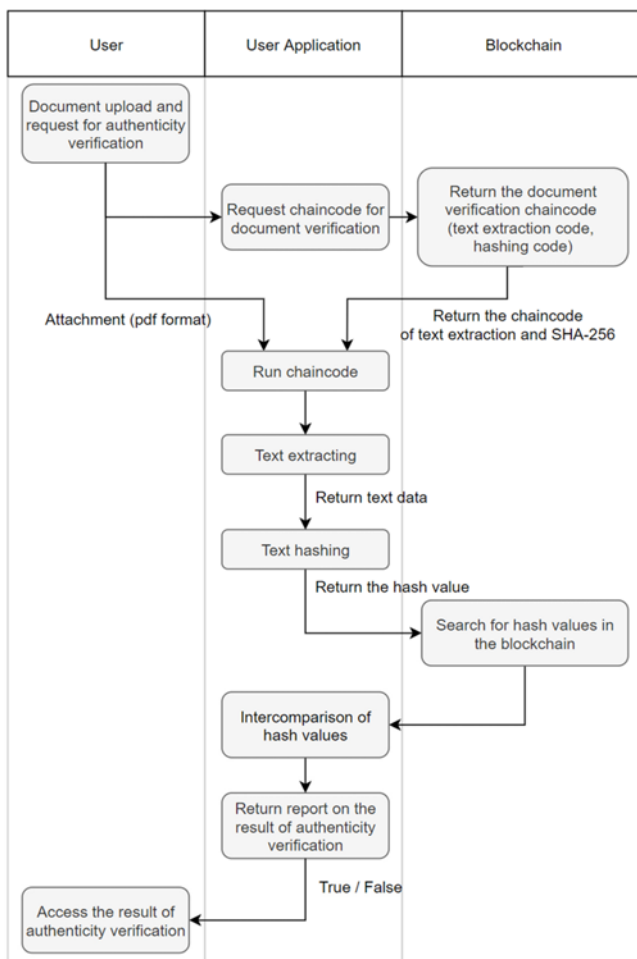 User
User Application
Blockchain
Document upload and
request for authenticity
verification
Request chaincode for
document verification
Return the document
verification chaincode
(text extraction code,
hashing code)
Attachment (pdf format)
Return the chaincode
of text extraction and SHA-256
Run chaincode
Text extracting
Return text data
Text hashing
Return the hash value
Search for hash values in
the blockchain
Intercomparison of
hash values
Return report on the
result of authenticity
verification
True / False
Access the result of
authenticity verification